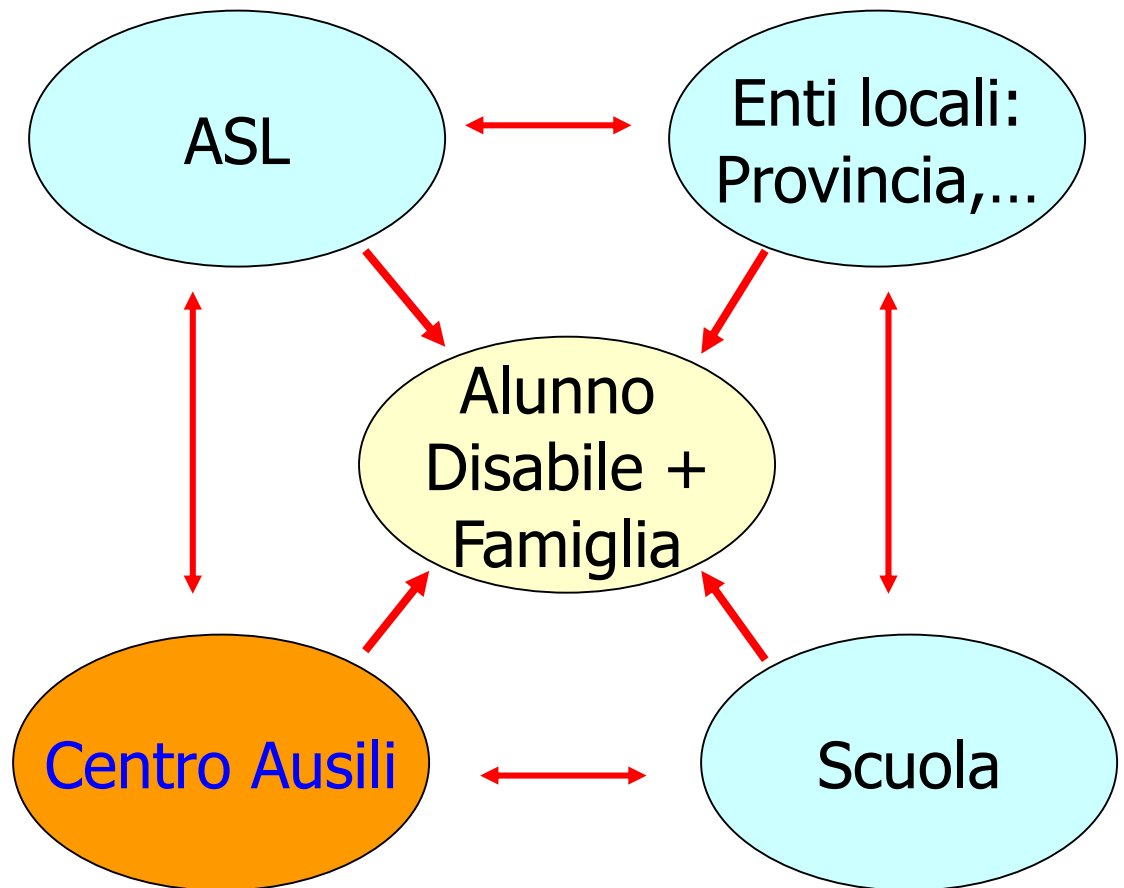 ASL
Enti locali:
Provincia,...
Alunno
Disabile +
Famiglia
Centro Ausili
Scuola